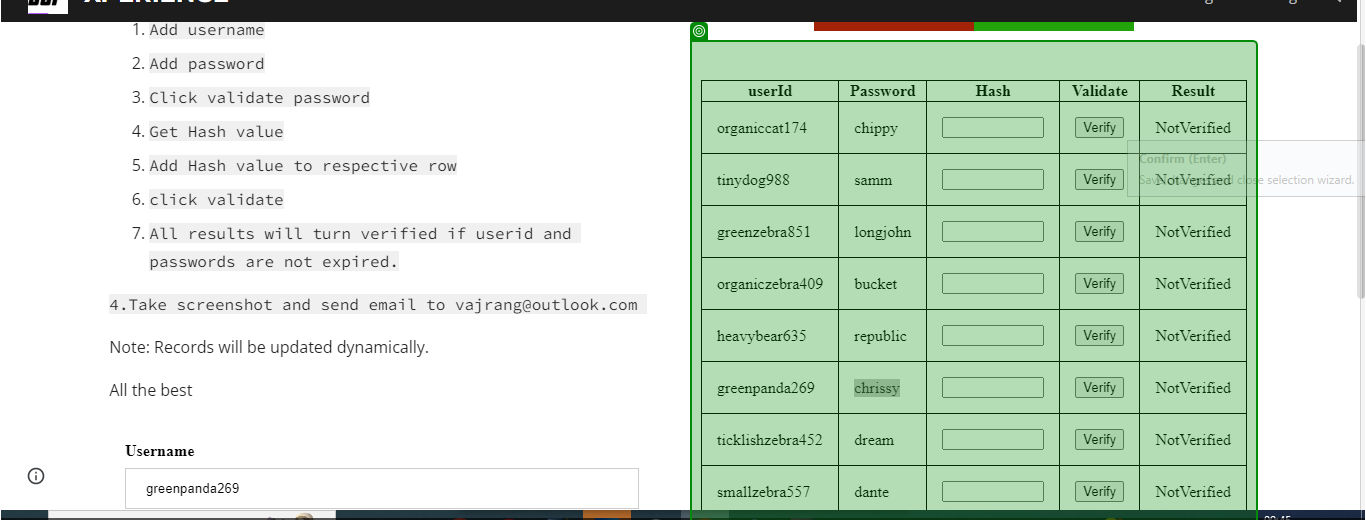 XPERIENCE
1. Add username
2. Add password
3. Click validate password
4. Get Hash value
5. Add Hash value to respective row
6. click validate
7. All results will turn verified if userid and
passwords are not expired.
4.Take screenshot and send email to vajrang@outlook.com
Note: Records will be updated dynamically.
All the best
Username
greenpanda269
userId Password Hash Validate Result
organiccat174 chippy Verify NotVerified
tinydog988 samm Verify NotVerified
greenzebra851 longjohn Verify NotVerified
organiczebra409 bucket Verify NotVerified
heavybear635 republic Verify NotVerified
greenpanda269 chrissy Verify NotVerified
ticklishzebra452 dream Verify NotVerified
smallzebra557 dante Verify NotVerified
Confirm (Enter)
close selection wizard.